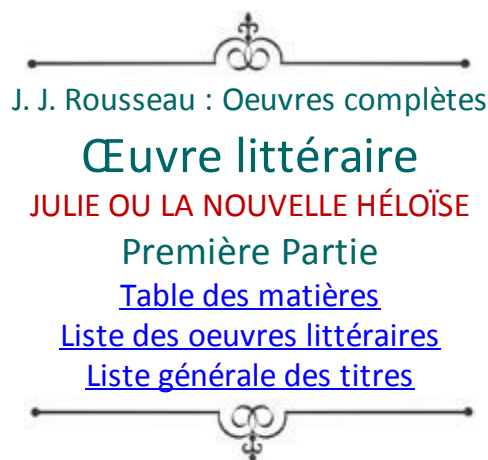 J. J. Rousseau : Oeuvres complètes
Œuvre littéraire
JULIE OU LA NOUVELLE HÉLOÏSE
Première Partie
Table des matières
Liste des oeuvres littéraires
Liste générale des titres